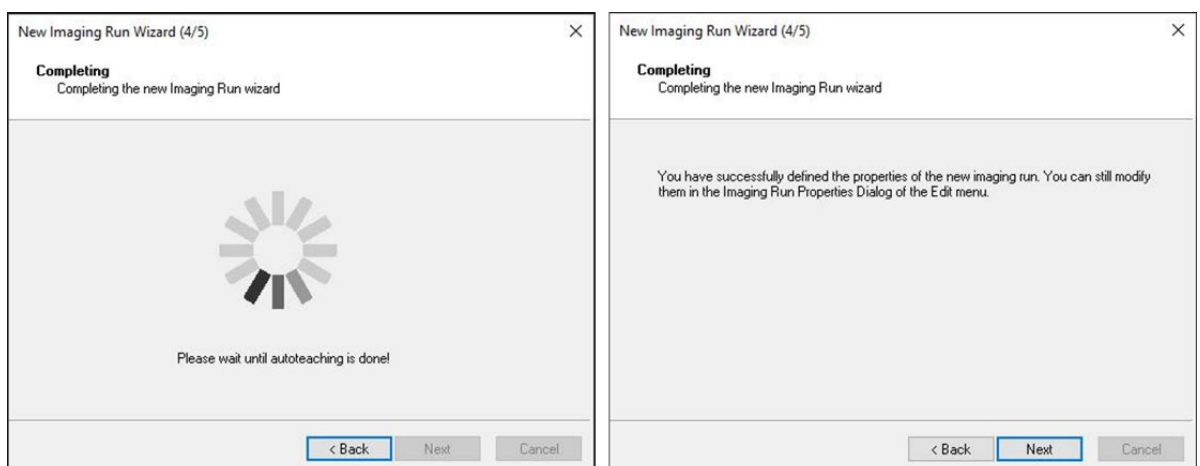 New Imaging Run Wizard (4/5)
Completing
Completing the new Imaging Run wizard
Please wait until autoteaching is done!
< Back
Next
Cancel
New Imaging Run Wizard (4/5)
Completing
Completing the new Imaging Run wizard
You have successfully defined the properties of the new imaging run. You can still modify
them in the Imaging Run Properties Dialog of the Edit menu.
< Back
Next
Cancel